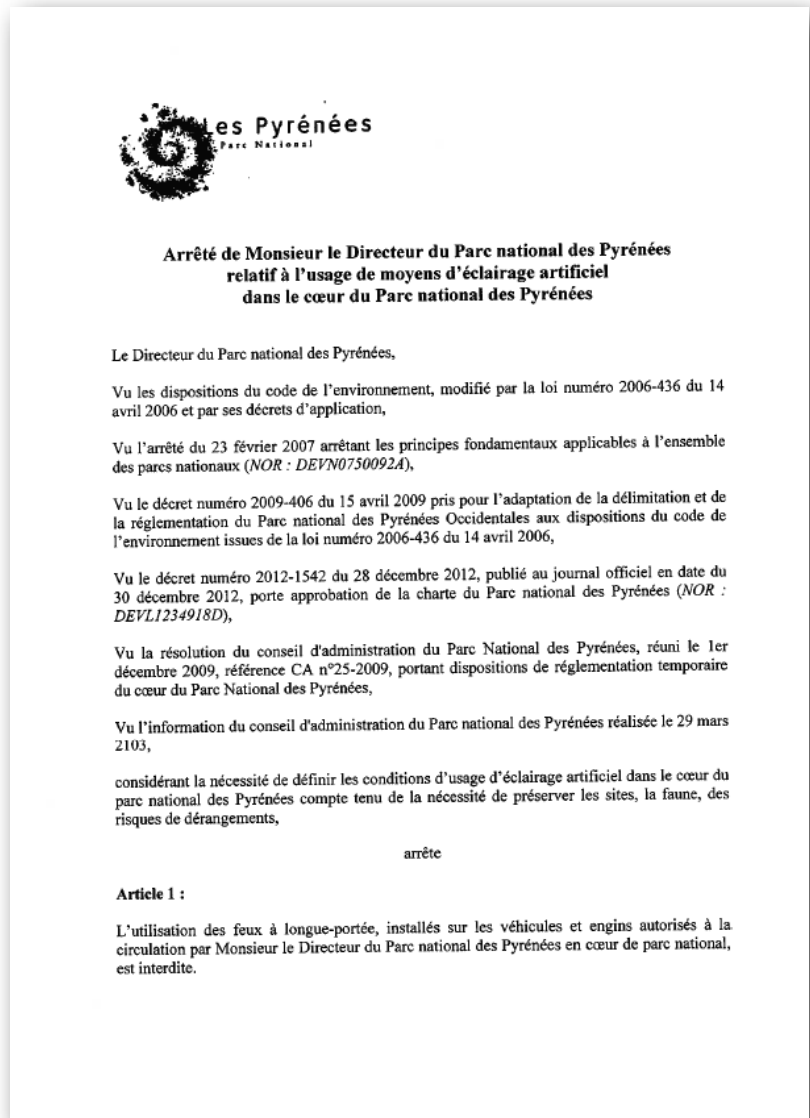 Les Pyrénées
Parc National
Arrêté de Monsieur le Directeur du Parc national des Pyrénées
relatif à l'usage de moyens d'éclairage artificiel
dans le cœur du Parc national des Pyrénées
Le Directeur du Parc national des Pyrénées,
Vu les dispositions du code de l'environnement, modifié par la loi numéro 2006-436 du 14
avril 2006 et par ses décrets d'application,
Vu l'arrêté du 23 février 2007 arrêtant les principes fondamentaux applicables à l'ensemble
des parcs nationaux (NOR : DEVN0750092A),
Vu le décret numéro 2009-406 du 15 avril 2009 pris pour l'adaptation de la délimitation et de
la réglementation du Parc national des Pyrénées Occidentales aux dispositions du code de
l'environnement issues de la loi numéro 2006-436 du 14 avril 2006,
Vu le décret numéro 2012-1542 du 28 décembre 2012, publié au journal officiel en date du
30 décembre 2012, porte approbation de la charte du Parc national des Pyrénées (NOR :
DEVL1234918D),
Vu la résolution du conseil d'administration du Parc National des Pyrénées, réuni le 1er
décembre 2009, référence CA n°25-2009, portant dispositions de réglementation temporaire
du cœur du Parc National des Pyrénées,
Vu l'information du conseil d'administration du Parc national des Pyrénées réalisée le 29 mars
2103,
considérant la nécessité de définir les conditions d'usage d'éclairage artificiel dans le cœur du
parc national des Pyrénées compte tenu de la nécessité de préserver les sites, la faune, des
risques de dérangements,
arrête
Article 1 :
L'utilisation des feux à longue-portée, installés sur les véhicules et engins autorisés à la
circulation par Monsieur le Directeur du Parc national des Pyrénées en cœur de parc national,
est interdite.